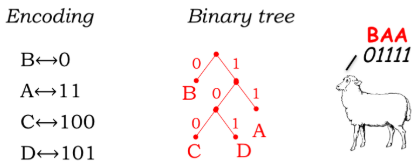 Encoding
B↔0
A↔11
C↔100
D↔101
Binary tree
0 1
B
0 1
A
0 1
C D
BAA
01111